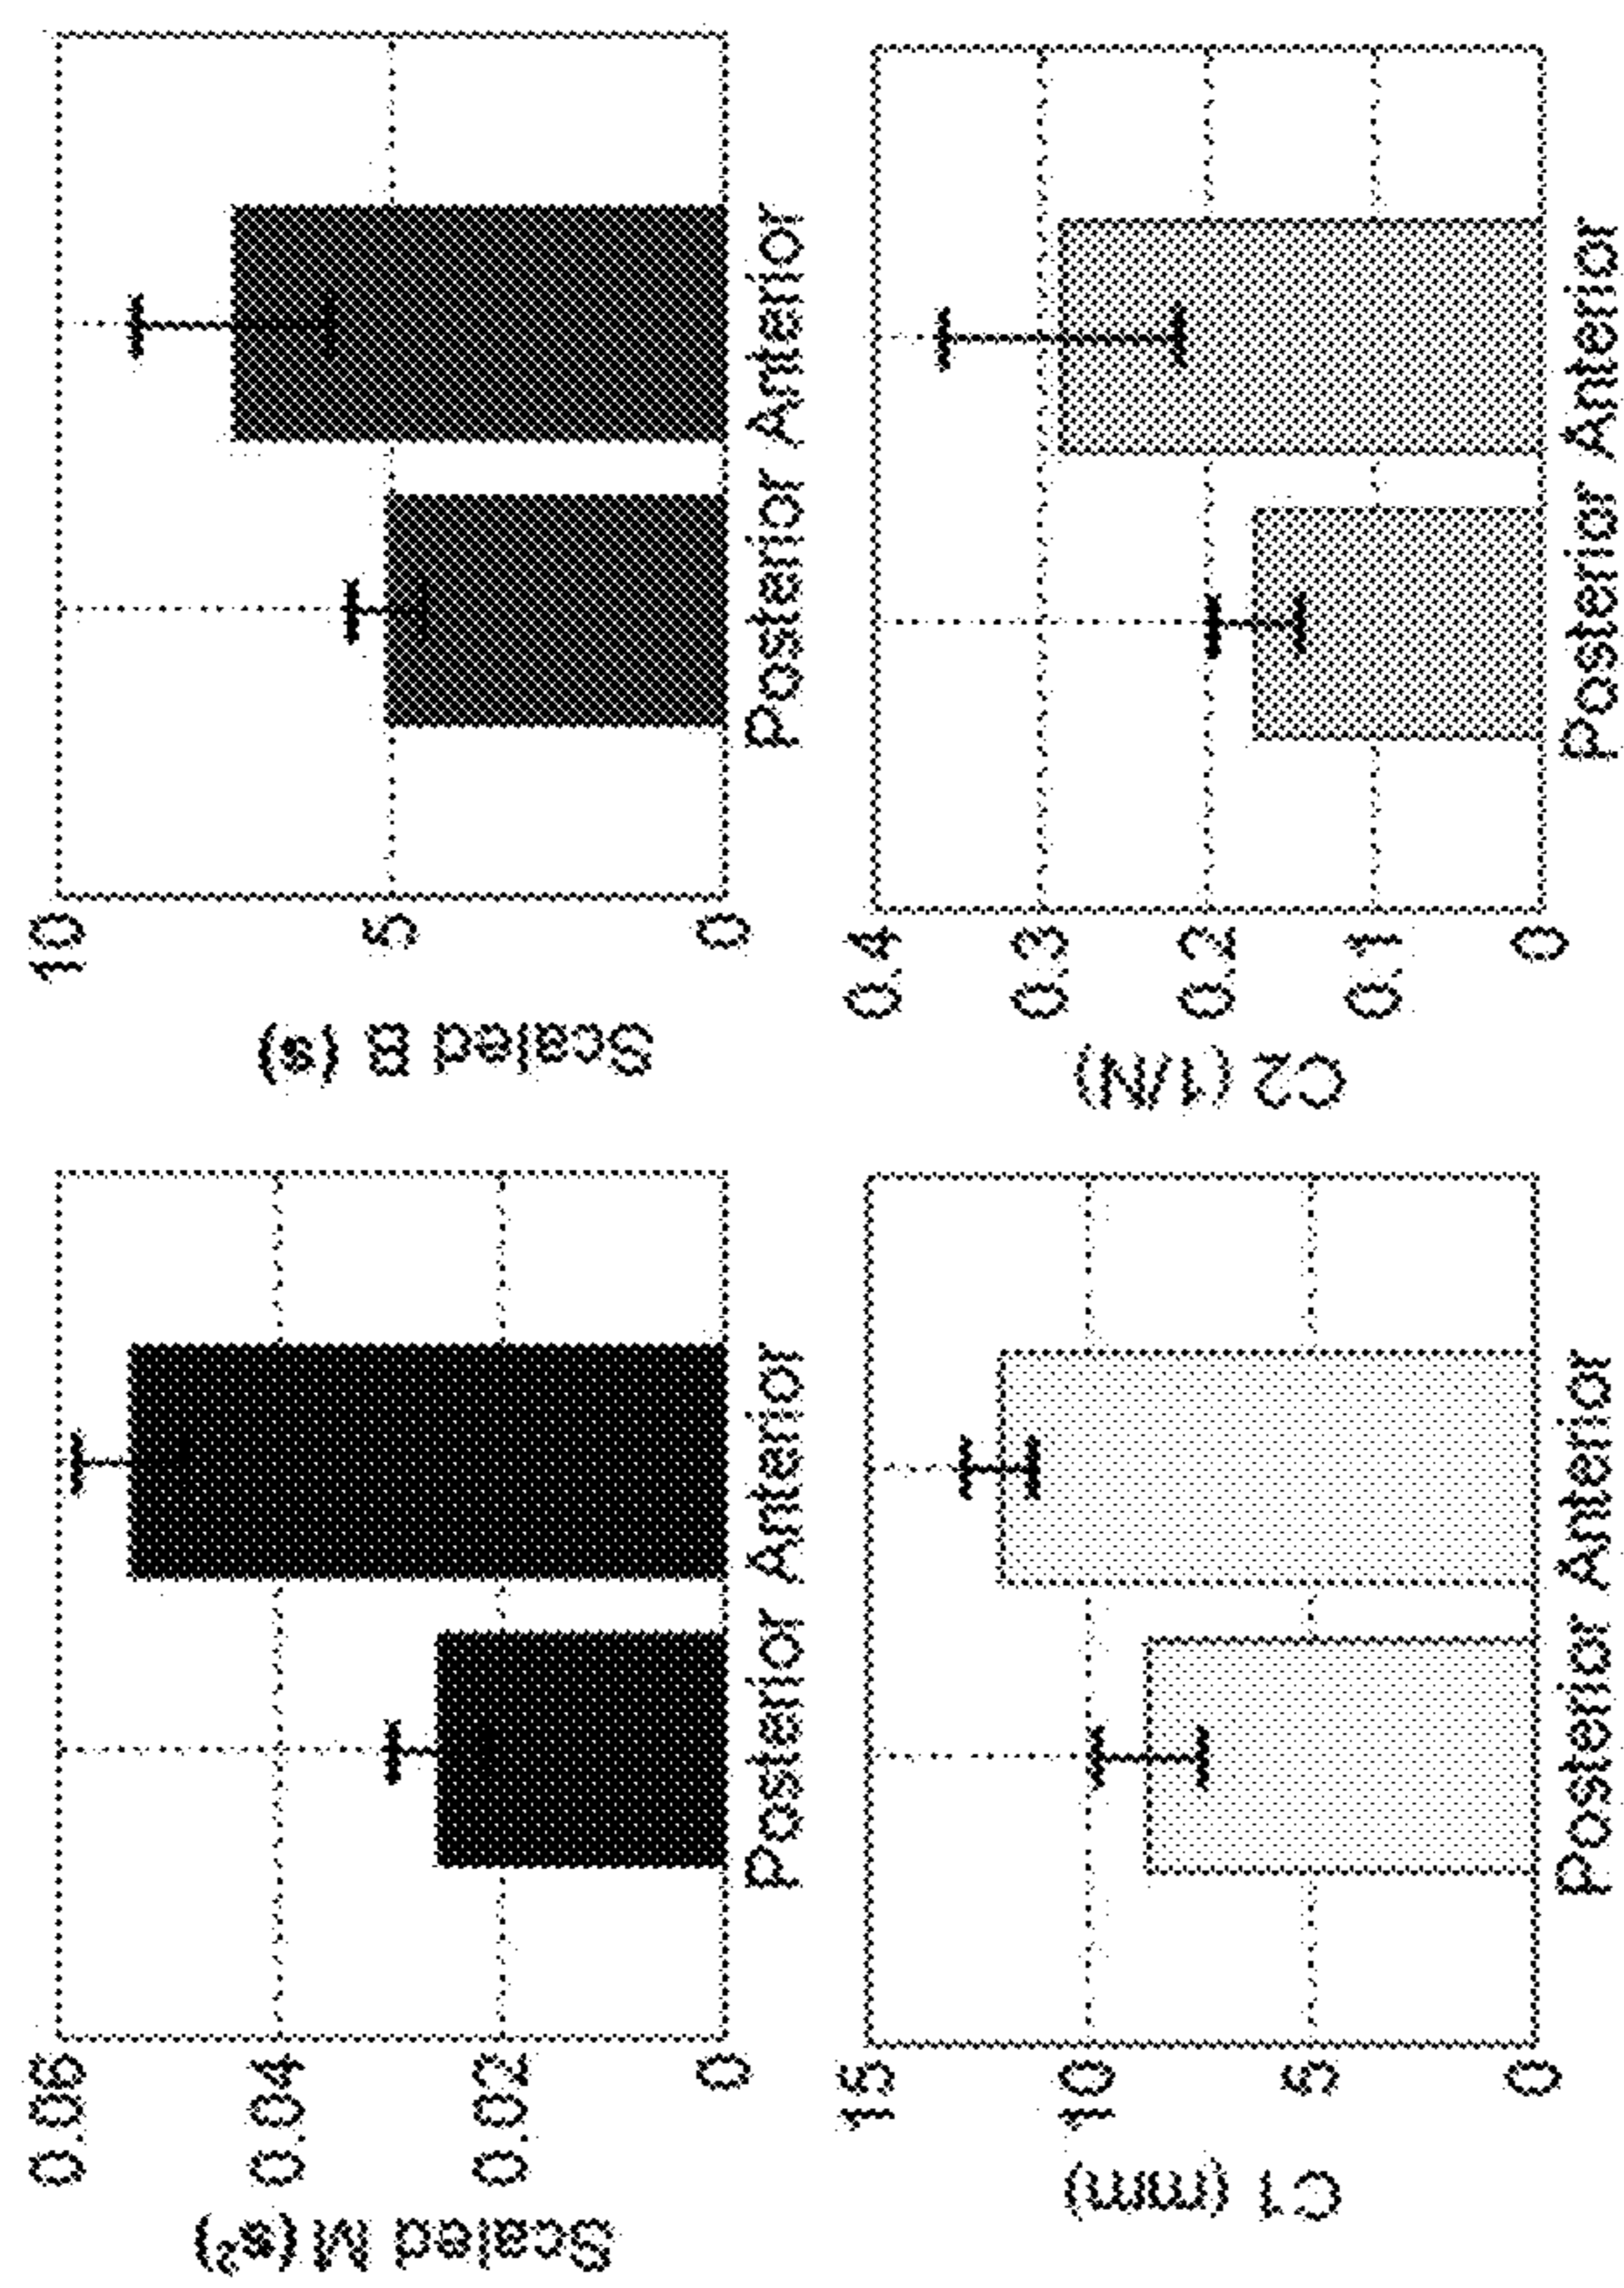 Scaled M (s²)
0.06
0.04
0.02
0
Posterior Anterior
Scaled B (s)
10
5
0
Posterior Anterior
C1 (mm)
15
10
5
0
Posterior Anterior
C2 (1/N)
0.4
0.3
0.2
0.1
0
Posterior Anterior